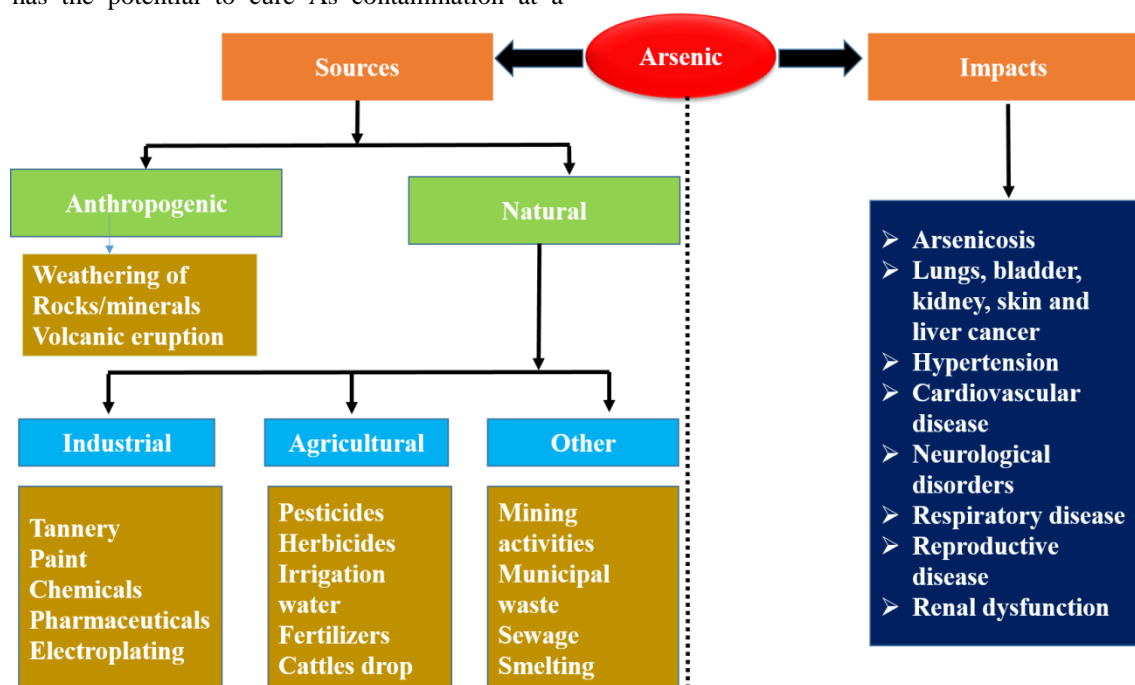 has the potential to cure As contamination at a
Arsenic
Sources
Impacts
Anthropogenic
Natural
Weathering of
Rocks/minerals
Volcanic eruption
Industrial
Agricultural
Other
Tannery
Paint
Chemicals
Pharmaceuticals
Electroplating
Pesticides
Herbicides
Irrigation
water
Fertilizers
Cattles drop
Mining
activities
Municipal
waste
Sewage
Smelting
➢ Arsenicosis
➢ Lungs, bladder,
kidney, skin and
liver cancer
➢ Hypertension
➢ Cardiovascular
disease
➢ Neurological
disorders
➢ Respiratory disease
➢ Reproductive
disease
➢ Renal dysfunction